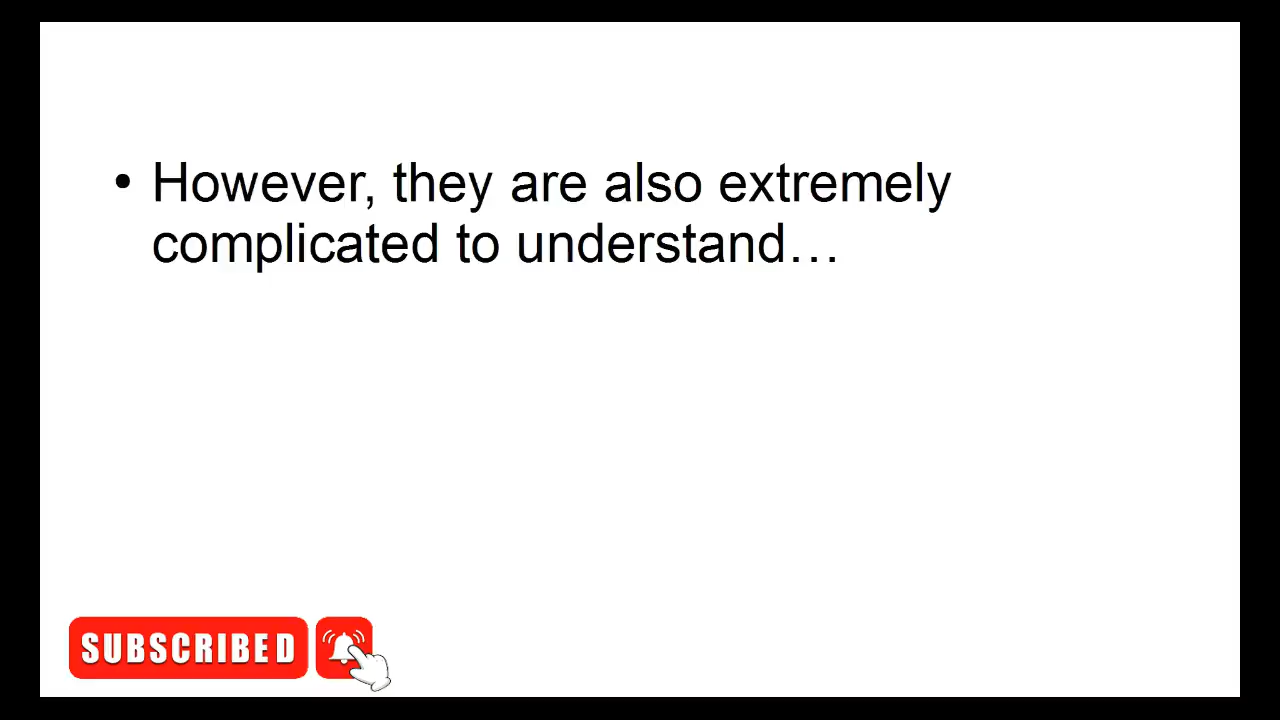 • However, they are also extremely
complicated to understand…
SUBSCRIBED